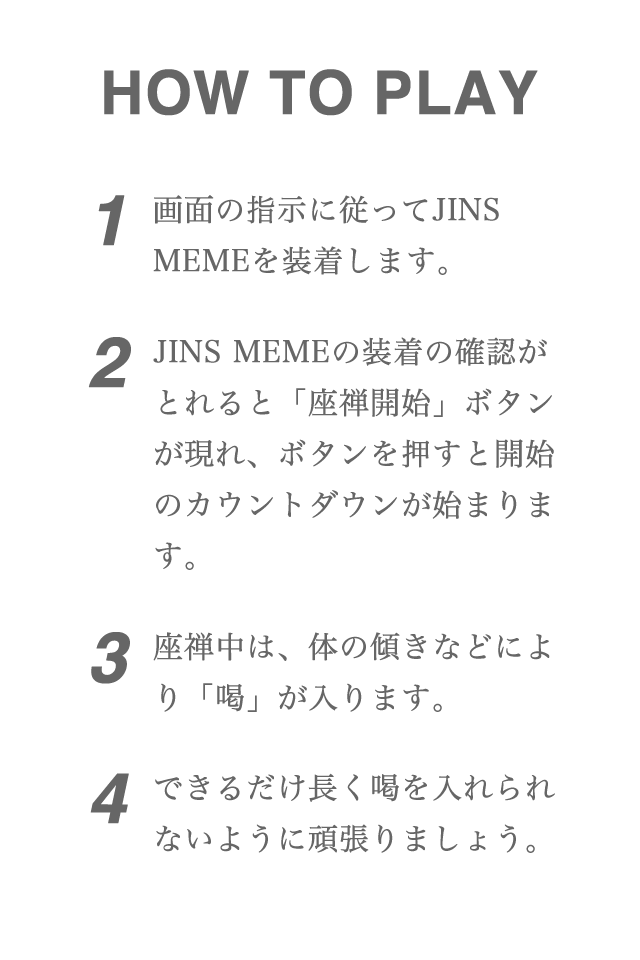 HOW TO PLAY
1 画面の指示に従ってJINS
MEMEを装着します。
2 JINS MEMEの装着の確認が
とれると「座禅開始」ボタン
が現れ、ボタンを押すと開始
のカウントダウンが始まりま
す。
3 座禅中は、体の傾きなどによ
り「喝」が入ります。
4 できるだけ長く喝を入れられ
ないように頑張りましょう。